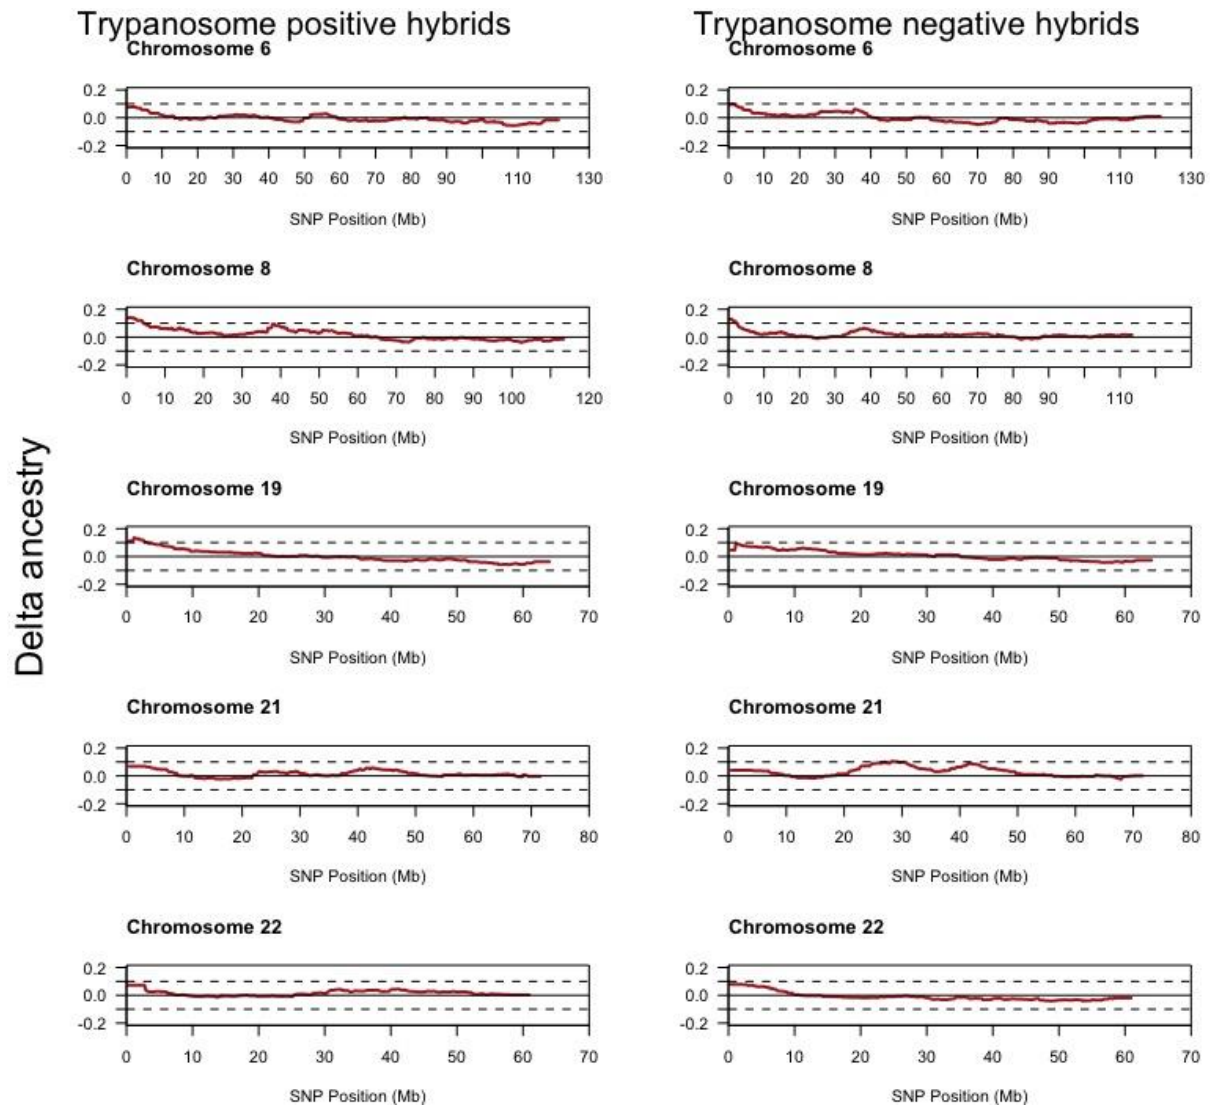 Trypanosome positive hybrids Trypanosome negative hybrids
Chromosome 6 Chromosome 6
0.2 0.2
0.0 0.0
-0.2 -0.2
0 10 20 30 40 50 60 70 80 90 110 130 0 10 20 30 40 50 60 70 80 90 110 130
SNP Position (Mb) SNP Position (Mb)
Chromosome 8 Chromosome 8
0.2 0.2
0.0 0.0
-0.2 -0.2
0 10 20 30 40 50 60 70 80 90 100 120 0 10 20 30 40 50 60 70 80 90 110
SNP Position (Mb) SNP Position (Mb)
Delta ancestry
Chromosome 19 Chromosome 19
0.2 0.2
0.0 0.0
-0.2 -0.2
0 10 20 30 40 50 60 70 0 10 20 30 40 50 60 70
SNP Position (Mb) SNP Position (Mb)
Chromosome 21 Chromosome 21
0.2 0.2
0.0 0.0
-0.2 -0.2
0 10 20 30 40 50 60 70 80 0 10 20 30 40 50 60 70 80
SNP Position (Mb) SNP Position (Mb)
Chromosome 22 Chromosome 22
0.2 0.2
0.0 0.0
-0.2 -0.2
0 10 20 30 40 50 60 70 0 10 20 30 40 50 60 70
SNP Position (Mb) SNP Position (Mb)